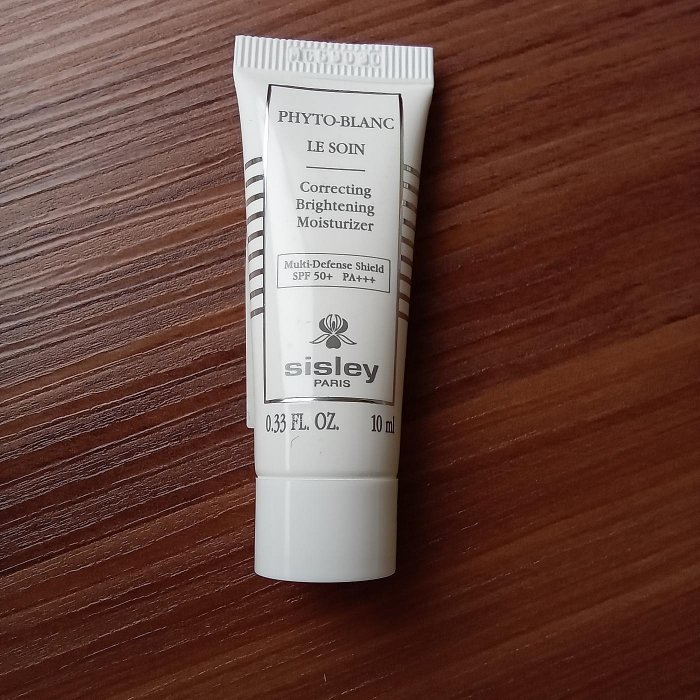 PHYTO-BLANC
LE SOIN
Correcting
Brightening
Moisturizer
Multi-Defense Shield
SPF 50+ PA+++
sisley
PARIS
0.33 FL. OZ. 10 ml